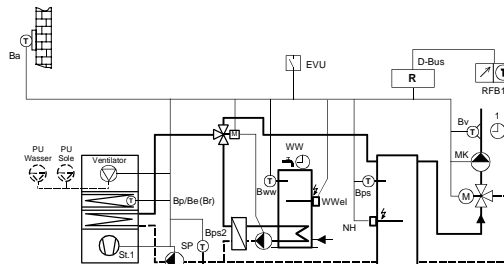 T
Ba
EVU
D-Bus
R
T
RFB1
Bv
T
1
PU
Wasser
PU
Sole
Ventilator
M
WW
MK
T
Bww
WWel
T
Bps
M
T
Bp/Be(Br)
NH
St.1
SP
T
Bps2